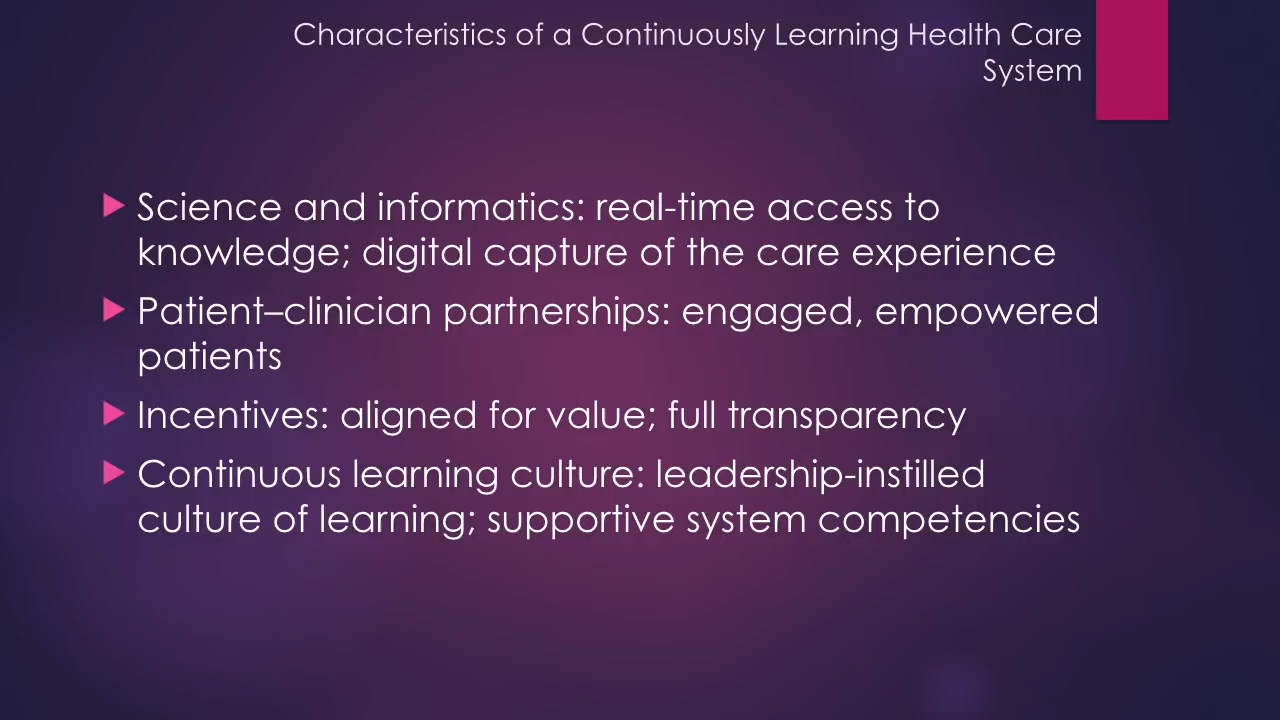 Characteristics of a Continuously Learning Health Care
System
Science and informatics: real-time access to
knowledge; digital capture of the care experience
Patient–clinician partnerships: engaged, empowered
patients
Incentives: aligned for value; full transparency
Continuous learning culture: leadership-instilled
culture of learning; supportive system competencies